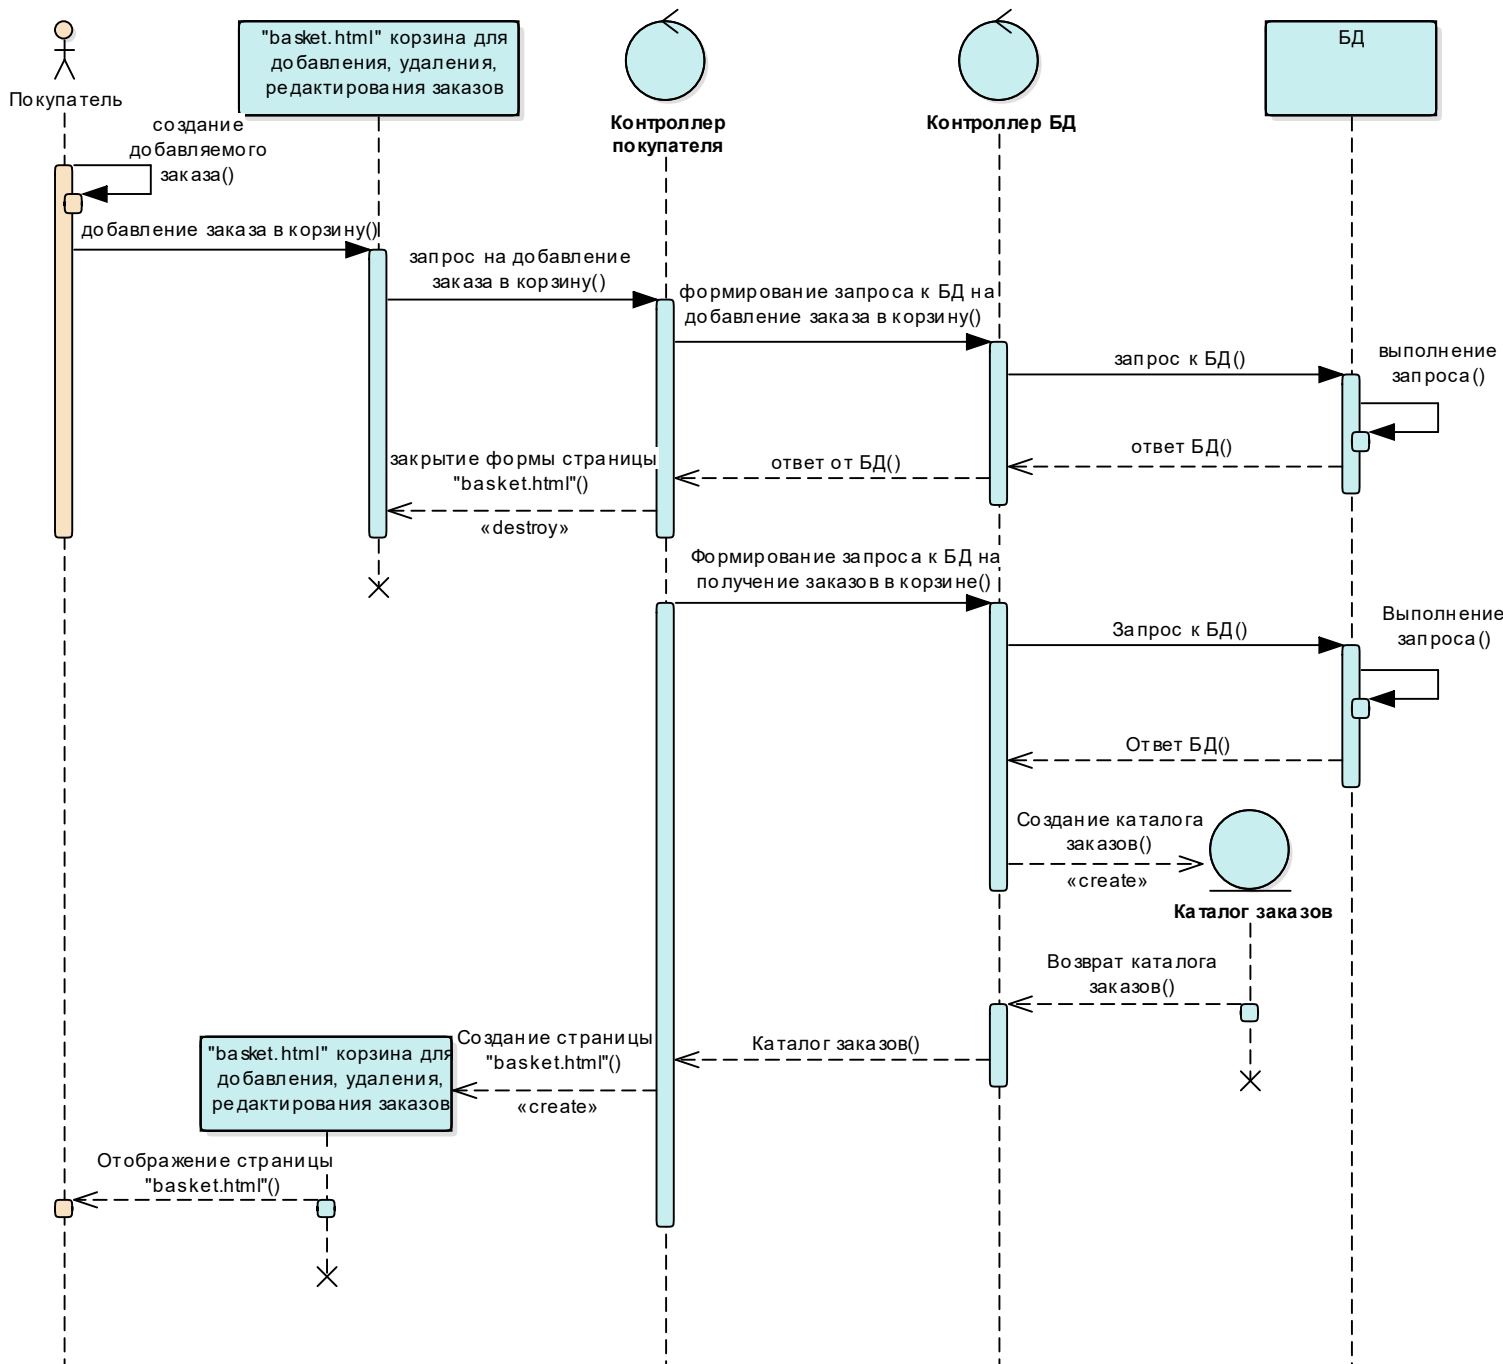 "basket.html" корзина для
добавления, удаления,
редактирования заказов
БД
Покупатель
Контроллер
покупателя
Контроллер БД
создание
добавляемого
заказа()
добавление заказа в корзину()
запрос на добавление
заказа в корзину()
формирование запроса к БД на
добавление заказа в корзину()
запрос к БД()
выполнение
запроса()
ответ БД()
ответ от БД()
закрытие формы страницы
"basket.html"()
«destroy»
Формирование запроса к БД на
получение заказов в корзине()
Запрос к БД()
Выполнение
запроса()
Ответ БД()
Создание каталога
заказов()
«create»
Каталог заказов
Возврат каталога
заказов()
Каталог заказов()
Создание страницы
"basket.html"()
«create»
"basket.html" корзина для
добавления, удаления,
редактирования заказов
Отображение страницы
"basket.html"()